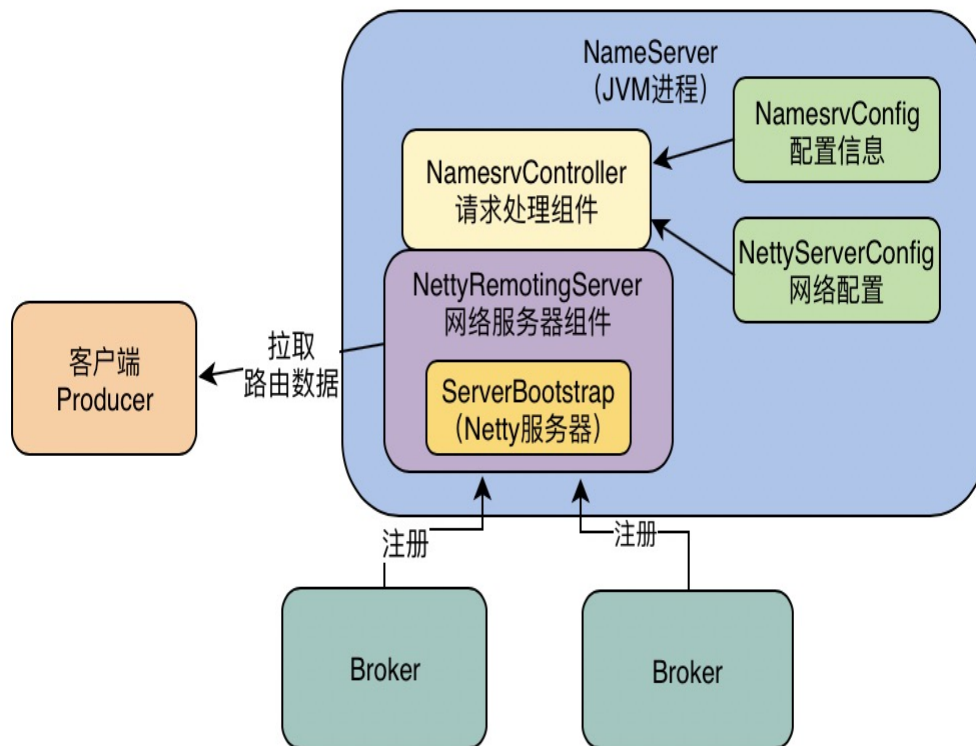 NameServer
（JVM进程）
NamesrvConfig
配置信息
NamesrvController
请求处理组件
NettyServerConfig
网络配置
NettyRemotingServer
网络服务器组件
ServerBootstrap
（Netty服务器）
拉取
路由数据
客户端
Producer
注册
注册
Broker
Broker